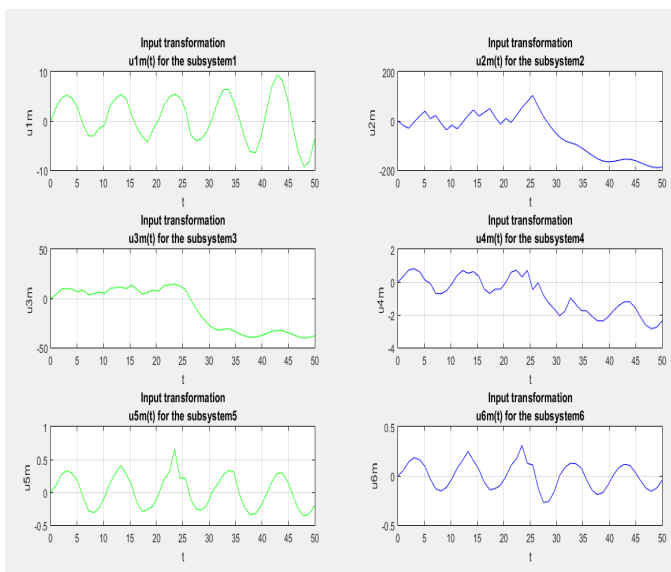 Input transformation
u1m(t) for the subsystem1
10
0
-10
u1m
0 5 10 15 20 25 30 35 40 45 50
t
Input transformation
u2m(t) for the subsystem2
200
0
-200
u2m
0 5 10 15 20 25 30 35 40 45 50
t
Input transformation
u3m(t) for the subsystem3
50
0
-50
u3m
0 5 10 15 20 25 30 35 40 45 50
t
Input transformation
u4m(t) for the subsystem4
2
0
-2
-4
u4m
0 5 10 15 20 25 30 35 40 45 50
t
Input transformation
u5m(t) for the subsystem5
1
0.5
0
-0.5
u5m
0 5 10 15 20 25 30 35 40 45 50
t
Input transformation
u6m(t) for the subsystem6
0.5
0
-0.5
u6m
0 5 10 15 20 25 30 35 40 45 50
t